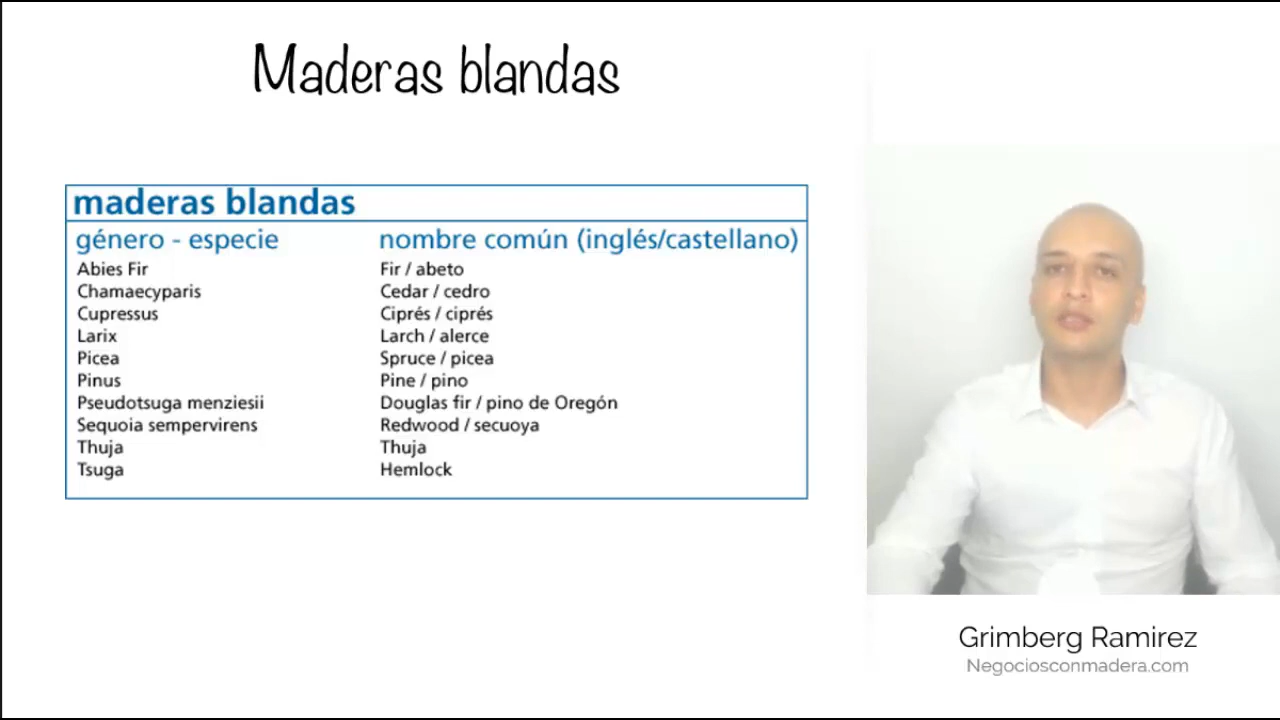 Maderas blandas
maderas blandas
género - especie nombre común (inglés/castellano)
Abies Fir Fir / abeto
Chamaecyparis Cedar / cedro
Cupressus Ciprés / ciprés
Larix Larch / alerce
Picea Spruce / picea
Pinus Pine / pino
Pseudotsuga menziesii Douglas fir / pino de Oregón
Sequoia sempervirens Redwood / secuoya
Thuja Thuja
Tsuga Hemlock
Grimberg Ramirez
Negociosconmadera.com